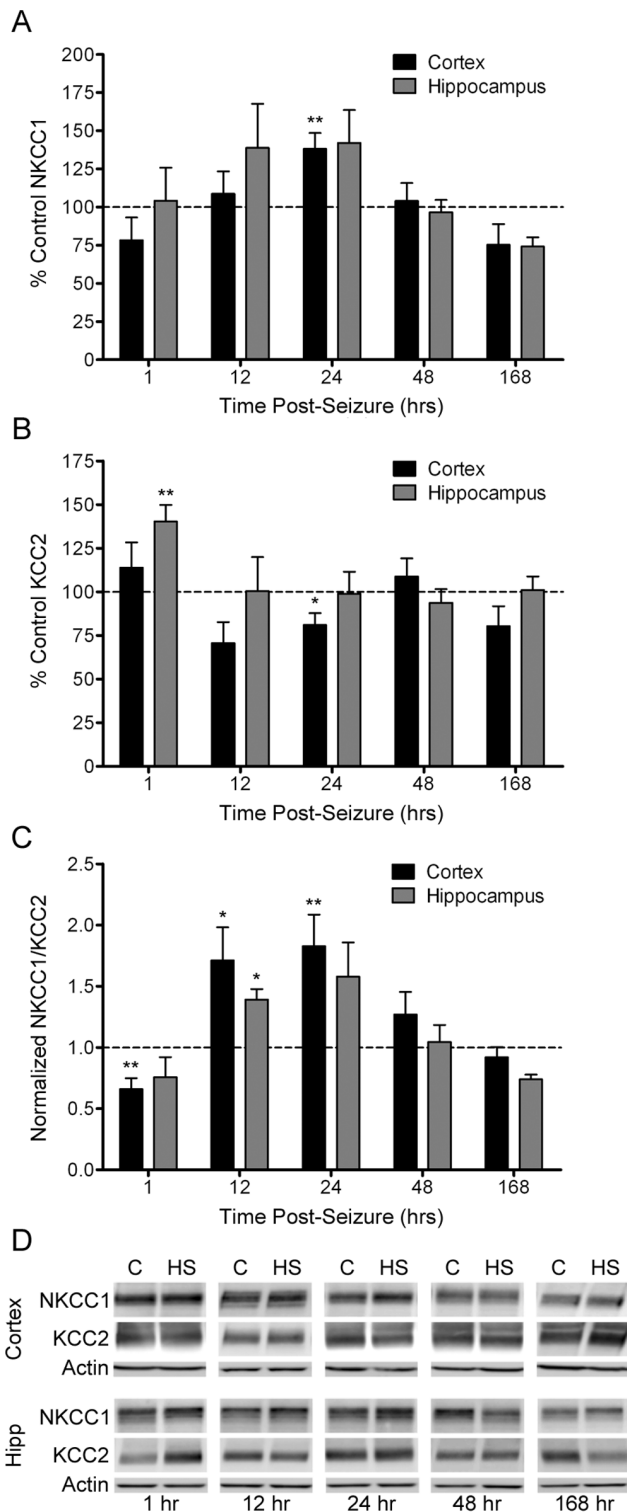 A
200
175
150
125
100
75
50
25
0
% Control NKCC1
Cortex
Hippocampus
**
1 12 24 48 168
Time Post-Seizure (hrs)
B
175
150
125
100
75
50
25
0
% Control KCC2
Cortex
Hippocampus
**
*
1 12 24 48 168
Time Post-Seizure (hrs)
C
2.5
2.0
1.5
1.0
0.5
0.0
Normalized NKCC1/KCC2
Cortex
Hippocampus
**
*
*
**
1 12 24 48 168
Time Post-Seizure (hrs)
D
C HS C HS C HS C HS C HS
Cortex
NKCC1
KCC2
Actin
Hipp
NKCC1
KCC2
Actin
1 hr 12 hr 24 hr 48 hr 168 hr